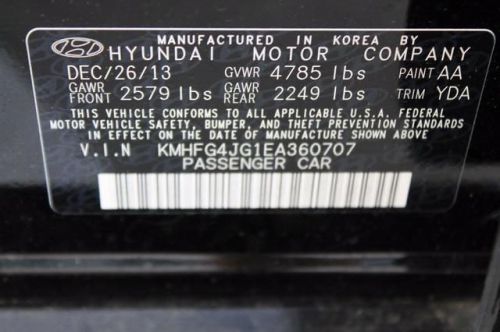 MANUFACTURED IN KOREA BY
HYUNDAI MOTOR COMPANY
DEC/26/13 GVWR 4785 lbs PAINT AA
GAWR FRONT 2579 lbs GAWR REAR 2249 lbs TRIM YDA
THIS VEHICLE CONFORMS TO ALL APPLICABLE U.S.A. FEDERAL
MOTOR VEHICLE SAFETY, BUMPER, AND THEFT PREVENTION STANDARDS
IN EFFECT ON THE DATE OF MANUFACTURE SHOWN ABOVE
V.I.N KMHFG4JG1EA360707
PASSENGER CAR